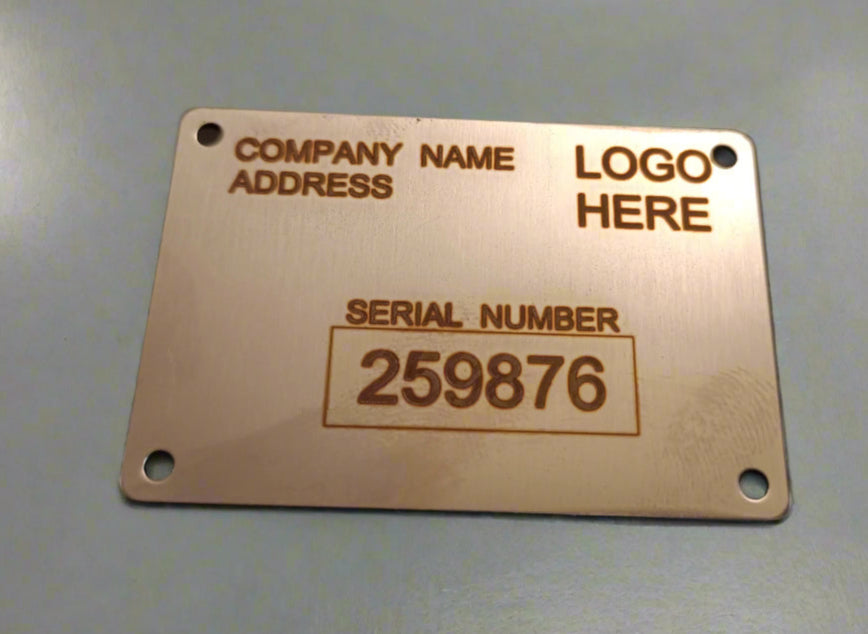 COMPANY NAME
ADDRESS
LOGO
HERE
SERIAL NUMBER
259876